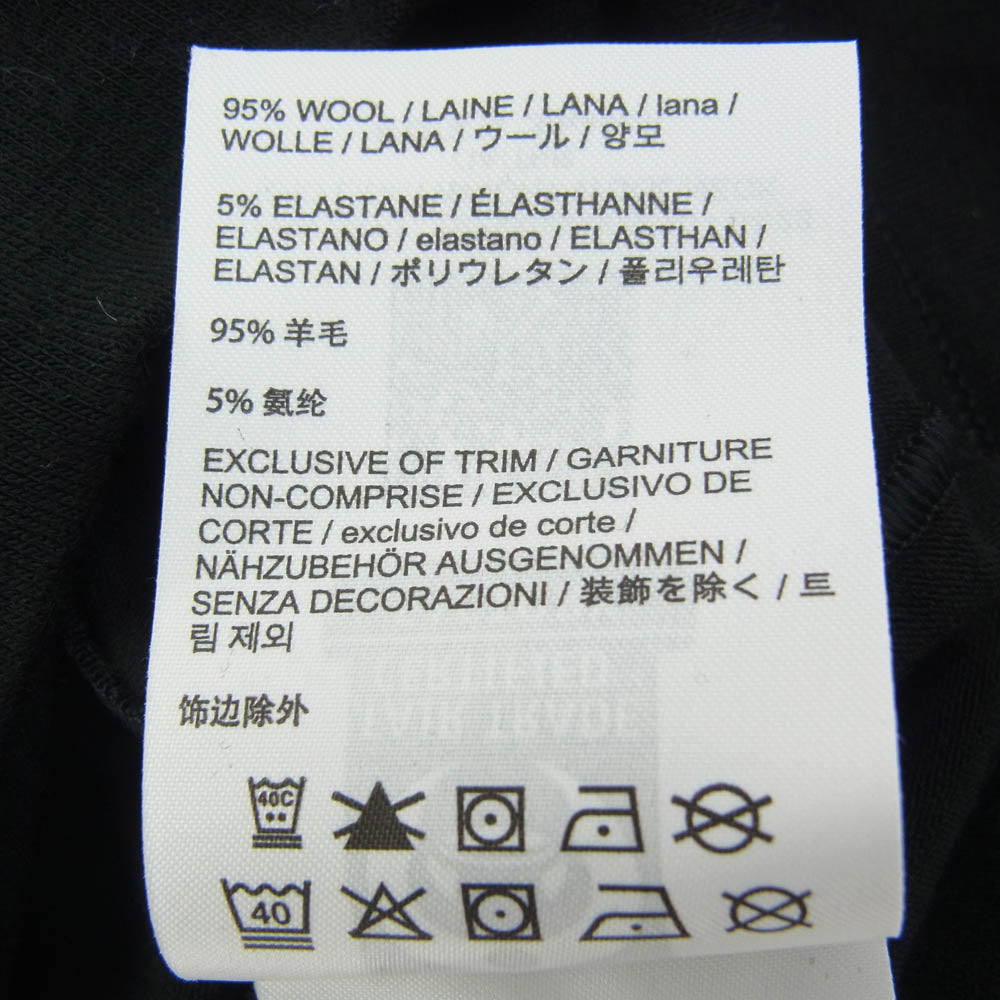 95% WOOL / LAINE / LANA / lana /
WOLLE / LANA / ウール / 양모
5% ELASTANE / ÉLASTHANNE /
ELASTANO / elastano / ELASTHAN /
ELASTAN / ポリウレタン / 폴리우레탄
95% 羊毛
5% 氨纶
EXCLUSIVE OF TRIM / GARNITURE
NON-COMPRISE / EXCLUSIVO DE
CORTE / exclusivo de corte /
NÄHZUBEHÖR AUSGENOMMEN /
SENZA DECORAZIONI / 装飾を除く / 트
림 제외
饰边除外
40C
40